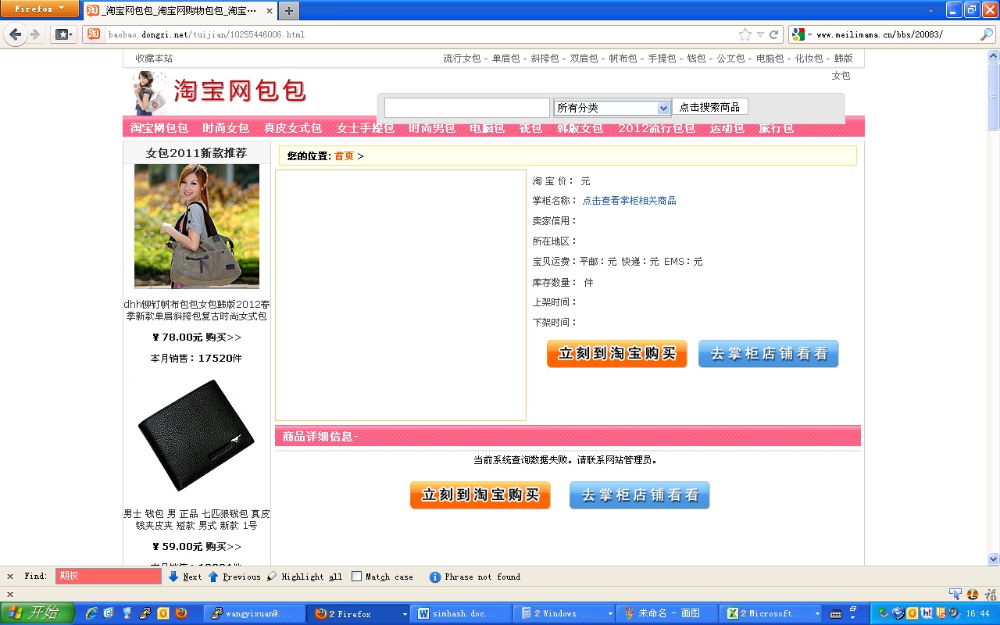 Firefox
_淘宝网包包_淘宝网购物包包_淘宝…
baobao.dongzi.net/tuijian/10255446006.html
www.meilimama.cn/bbs/20083/
收藏本站
流行女包 - 单肩包 - 斜挎包 - 双肩包 - 帆布包 - 手提包 - 钱包 - 公文包 - 电脑包 - 化妆包 - 韩版
女包
淘宝网包包
所有分类
点击搜索商品
淘宝网包包 时尚女包 真皮女式包 女士手提包 时尚男包 电脑包 钱包 韩版女包 2012流行包包 运动包 旅行包
女包2011新款推荐
dhh铆钉帆布包包女包韩版2012春
季新款单肩斜挎包复古时尚女式包
¥ 78.00元 购买>>
本月销售：17520件
男士 钱包 男 正品 七匹狼钱包 真皮
钱夹皮夹 短款 男式 新款 1号
¥ 59.00元 购买>>
您的位置: 首页 >
淘 宝 价： 元
掌柜名称： 点击查看掌柜相关商品
卖家信用：
所在地区：
宝贝运费：平邮：元 快递：元 EMS：元
库存数量： 件
上架时间：
下架时间：
立刻到淘宝购买
去掌柜店铺看看
商品详细信息-
当前系统查询数据失败。请联系网站管理员。
立刻到淘宝购买
去掌柜店铺看看
Find: 期权 Next Previous Highlight all Match case Phrase not found
开始
wangyixuan@...
2 Firefox
simhash.doc...
2 Windows ...
未命名 - 画图
2 Microsoft...
16:44